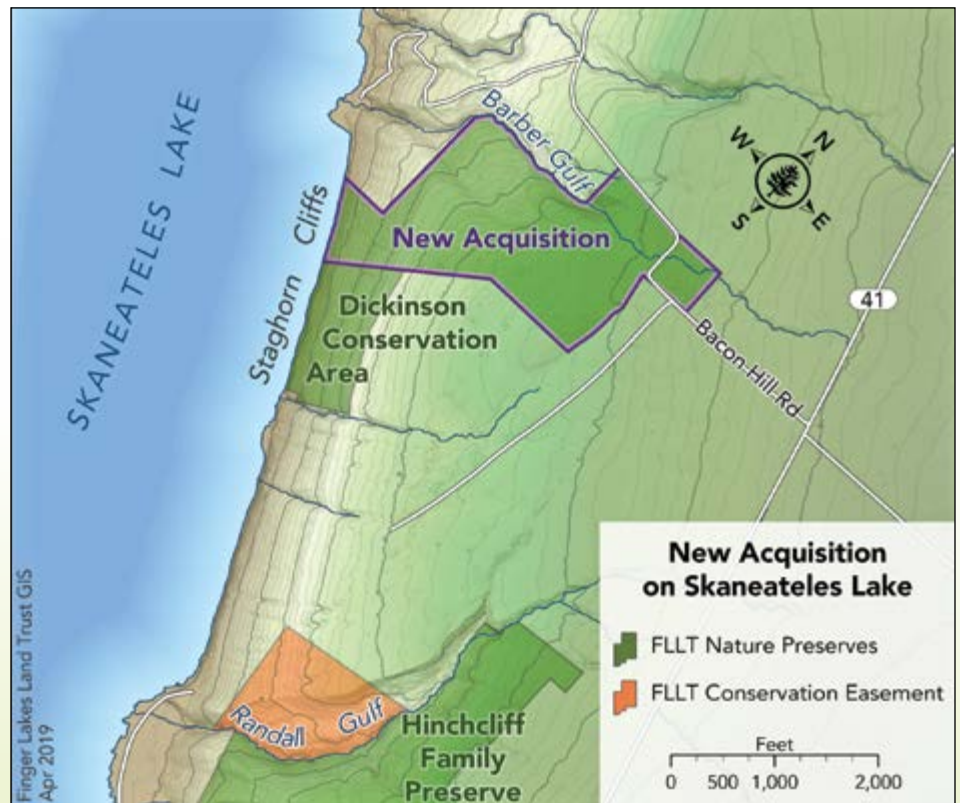 Barber Gulf
W N
S E
SKANEATELES LAKE
Staghorn Cliffs
New Acquisition
41
Dickinson
Conservation
Area
Bacon Hill Rd
New Acquisition
on Skaneateles Lake
FLLT Nature Preserves
FLLT Conservation Easement
Feet
0 500 1,000 2,000
Randall Gulf
Hinchcliff
Family
Preserve
Finger Lakes Land Trust GIS
Apr 2019